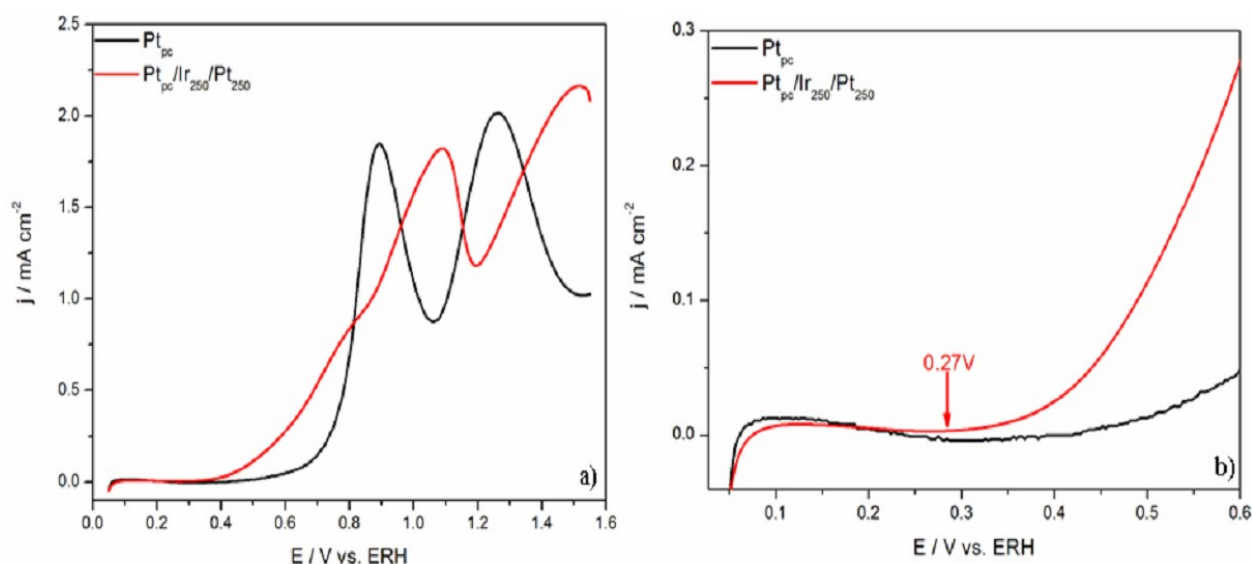 2.5
2.0
1.5
1.0
0.5
0.0
j / mA cm⁻²
Pt_pc
Pt_pc/Ir_250/Pt_250
a)
0.0 0.2 0.4 0.6 0.8 1.0 1.2 1.4 1.6
E / V vs. ERH
0.3
0.2
0.1
0.0
j / mA cm⁻²
Pt_pc
Pt_pc/Ir_250/Pt_250
0.27V
b)
0.1 0.2 0.3 0.4 0.5 0.6
E / V vs. ERH